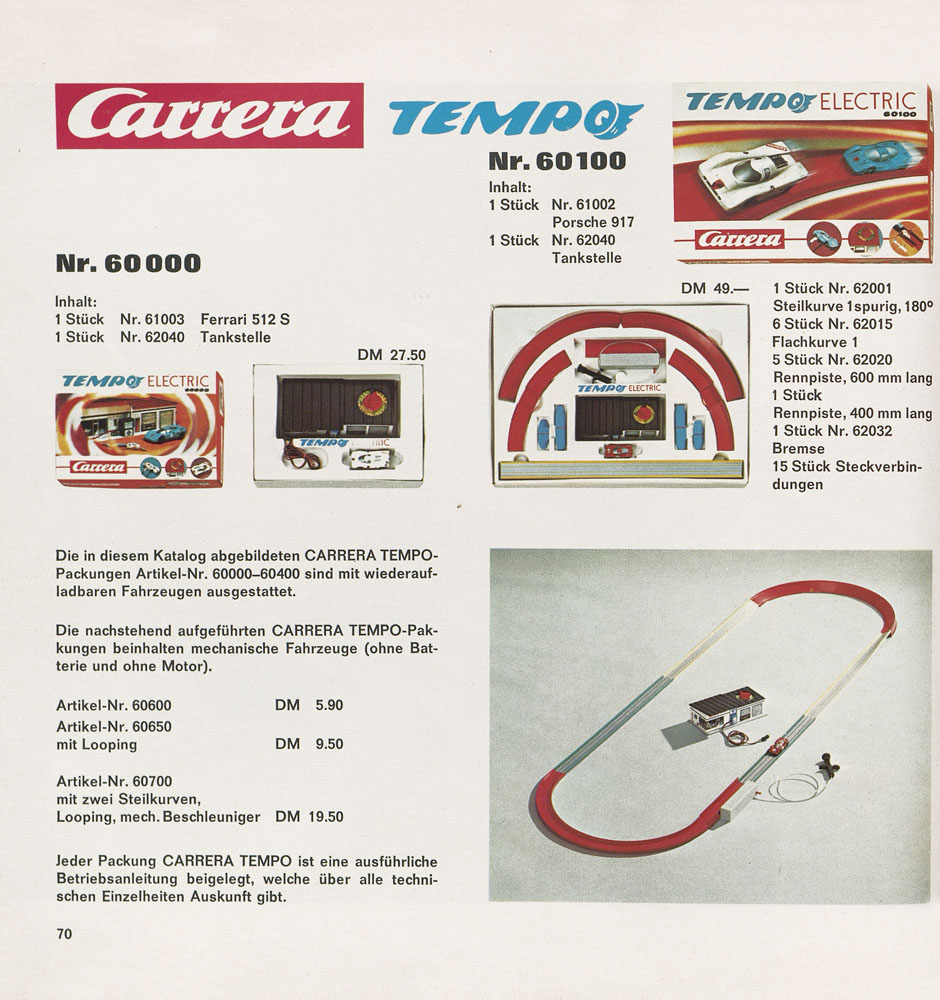 Carrera
TEMPO
TEMPO ELECTRIC
60100
Carrera
Nr. 60100
Inhalt:
1 Stück Nr. 61002
Porsche 917
1 Stück Nr. 62040
Tankstelle
Nr. 60000
Inhalt:
1 Stück Nr. 61003 Ferrari 512 S
1 Stück Nr. 62040 Tankstelle
DM 27.50
TEMPO ELECTRIC
60000
Carrera
TEMPO ELECTRIC
DM 49.—
TEMPO ELECTRIC
1 Stück Nr. 62001
Steilkurve 1spurig, 180°
6 Stück Nr. 62015
Flachkurve 1
5 Stück Nr. 62020
Rennpiste, 600 mm lang
1 Stück
Rennpiste, 400 mm lang
1 Stück Nr. 62032
Bremse
15 Stück Steckverbin-
dungen
Die in diesem Katalog abgebildeten CARRERA TEMPO-
Packungen Artikel-Nr. 60000–60400 sind mit wiederauf-
ladbaren Fahrzeugen ausgestattet.
Die nachstehend aufgeführten CARRERA TEMPO-Pak-
kungen beinhalten mechanische Fahrzeuge (ohne Bat-
terie und ohne Motor).
Artikel-Nr. 60600 DM 5.90
Artikel-Nr. 60650
mit Looping DM 9.50
Artikel-Nr. 60700
mit zwei Steilkurven,
Looping, mech. Beschleuniger DM 19.50
Jeder Packung CARRERA TEMPO ist eine ausführliche
Betriebsanleitung beigelegt, welche über alle techni-
schen Einzelheiten Auskunft gibt.
70